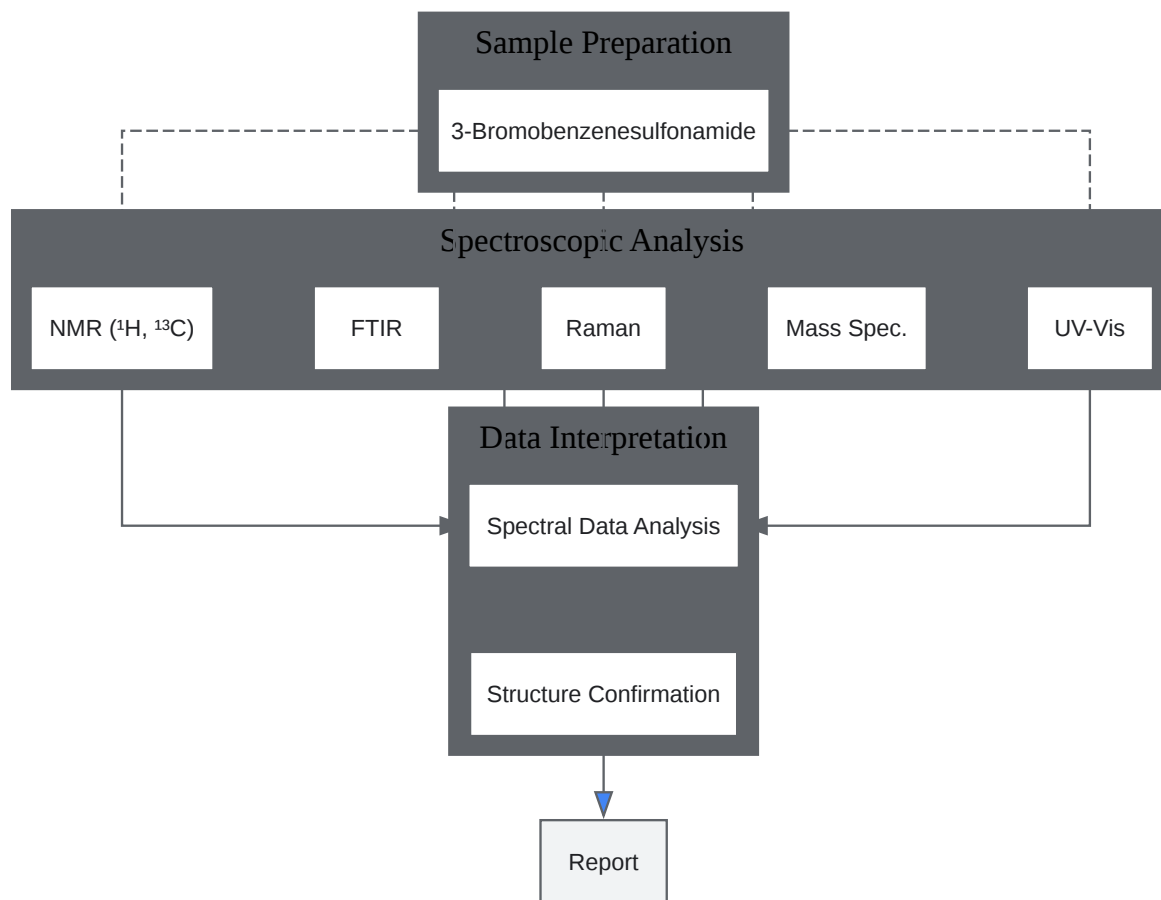 Sample Preparation
3-Bromobenzenesulfonamide
Spectroscopic Analysis
NMR (¹H, ¹³C)
FTIR
Raman
Mass Spec.
UV-Vis
Data Interpretation
Spectral Data Analysis
Structure Confirmation
Report